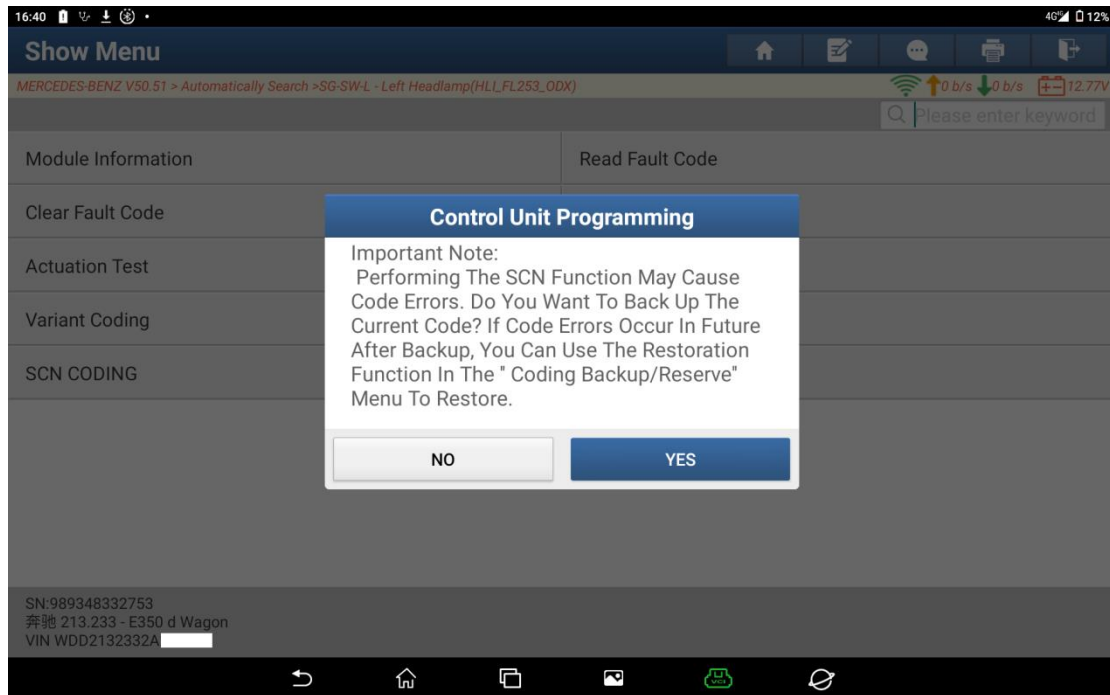 16:40
4G 4G 12%
Show Menu
MERCEDES-BENZ V50.51 > Automatically Search >SG-SW-L - Left Headlamp(HLI_FL253_ODX)
0 b/s 0 b/s 12.77V
Please enter keyword
Module Information
Read Fault Code
Clear Fault Code
Actuation Test
Variant Coding
SCN CODING
Control Unit Programming
Important Note:
Performing The SCN Function May Cause
Code Errors. Do You Want To Back Up The
Current Code? If Code Errors Occur In Future
After Backup, You Can Use The Restoration
Function In The " Coding Backup/Reserve"
Menu To Restore.
NO
YES
SN:989348332753
奔驰 213.233 - E350 d Wagon
VIN WDD2132332A
VCI